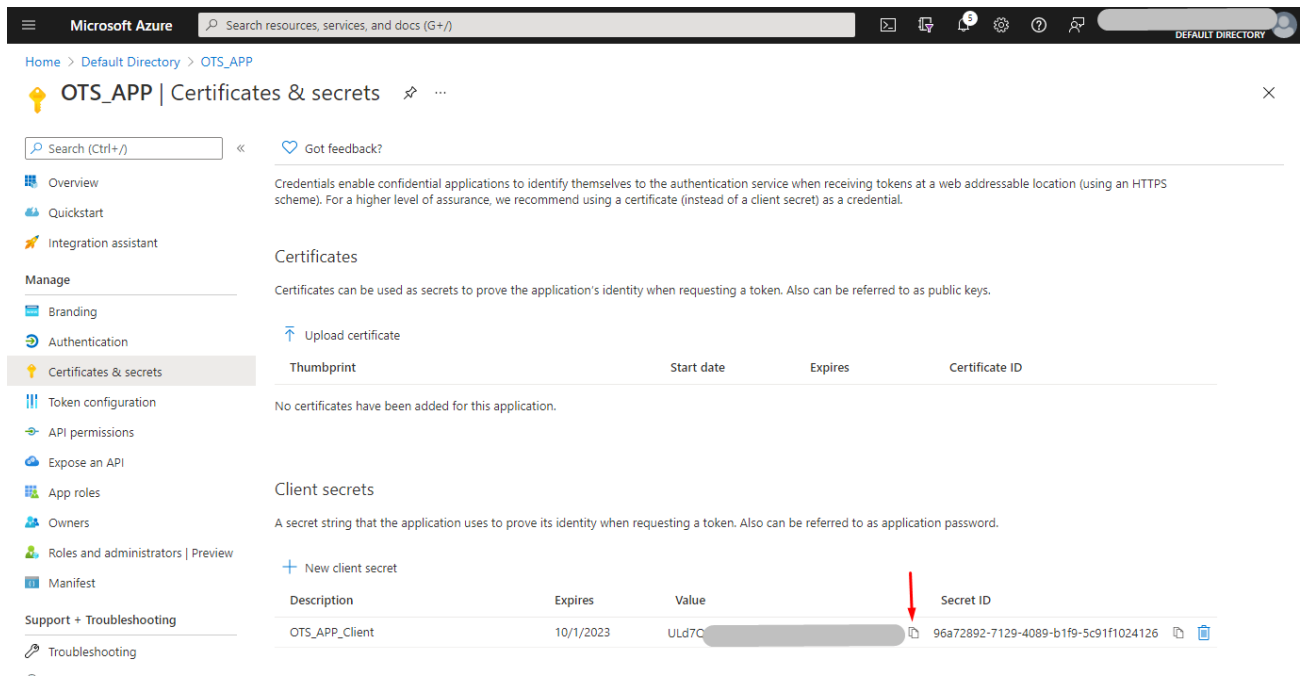 Microsoft Azure
Search resources, services, and docs (G+/)
5
DEFAULT DIRECTORY
Home > Default Directory > OTS_APP
OTS_APP | Certificates & secrets
Search (Ctrl+/)
Got feedback?
Overview
Quickstart
Integration assistant
Manage
Branding
Authentication
Certificates & secrets
Token configuration
API permissions
Expose an API
App roles
Owners
Roles and administrators | Preview
Manifest
Support + Troubleshooting
Troubleshooting
Credentials enable confidential applications to identify themselves to the authentication service when receiving tokens at a web addressable location (using an HTTPS
scheme). For a higher level of assurance, we recommend using a certificate (instead of a client secret) as a credential.
Certificates
Certificates can be used as secrets to prove the application's identity when requesting a token. Also can be referred to as public keys.
Upload certificate
Thumbprint Start date Expires Certificate ID
No certificates have been added for this application.
Client secrets
A secret string that the application uses to prove its identity when requesting a token. Also can be referred to as application password.
New client secret
Description Expires Value Secret ID
OTS_APP_Client 10/1/2023 ULd7C 96a72892-7129-4089-b1f9-5c91f1024126